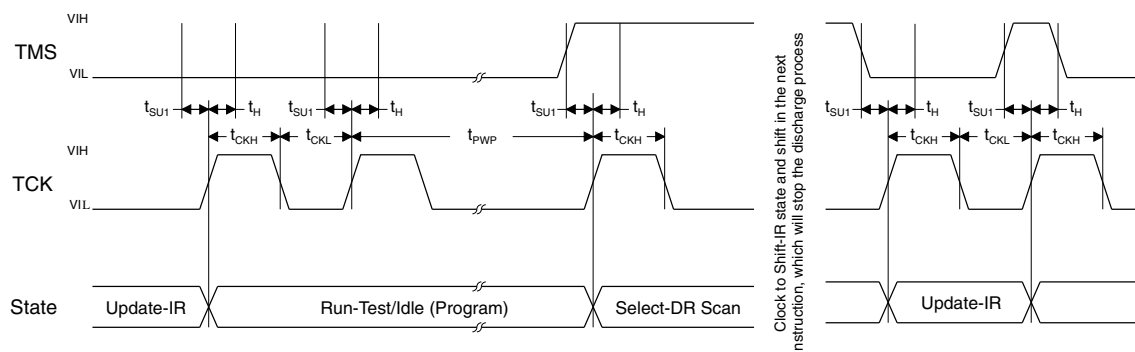 VIH
TMS
VIL
tSU1 tH tSU1 tH tSU1 tH tSU1 tH tSU1 tH
tCKH tCKL tPWP tCKH tCKH tCKL tCKH
VIH
TCK
VIL
State
Update-IR Run-Test/Idle (Program) Select-DR Scan Update-IR
Clock to Shift-IR state and shift in the next
nstruction, which will stop the discharge process